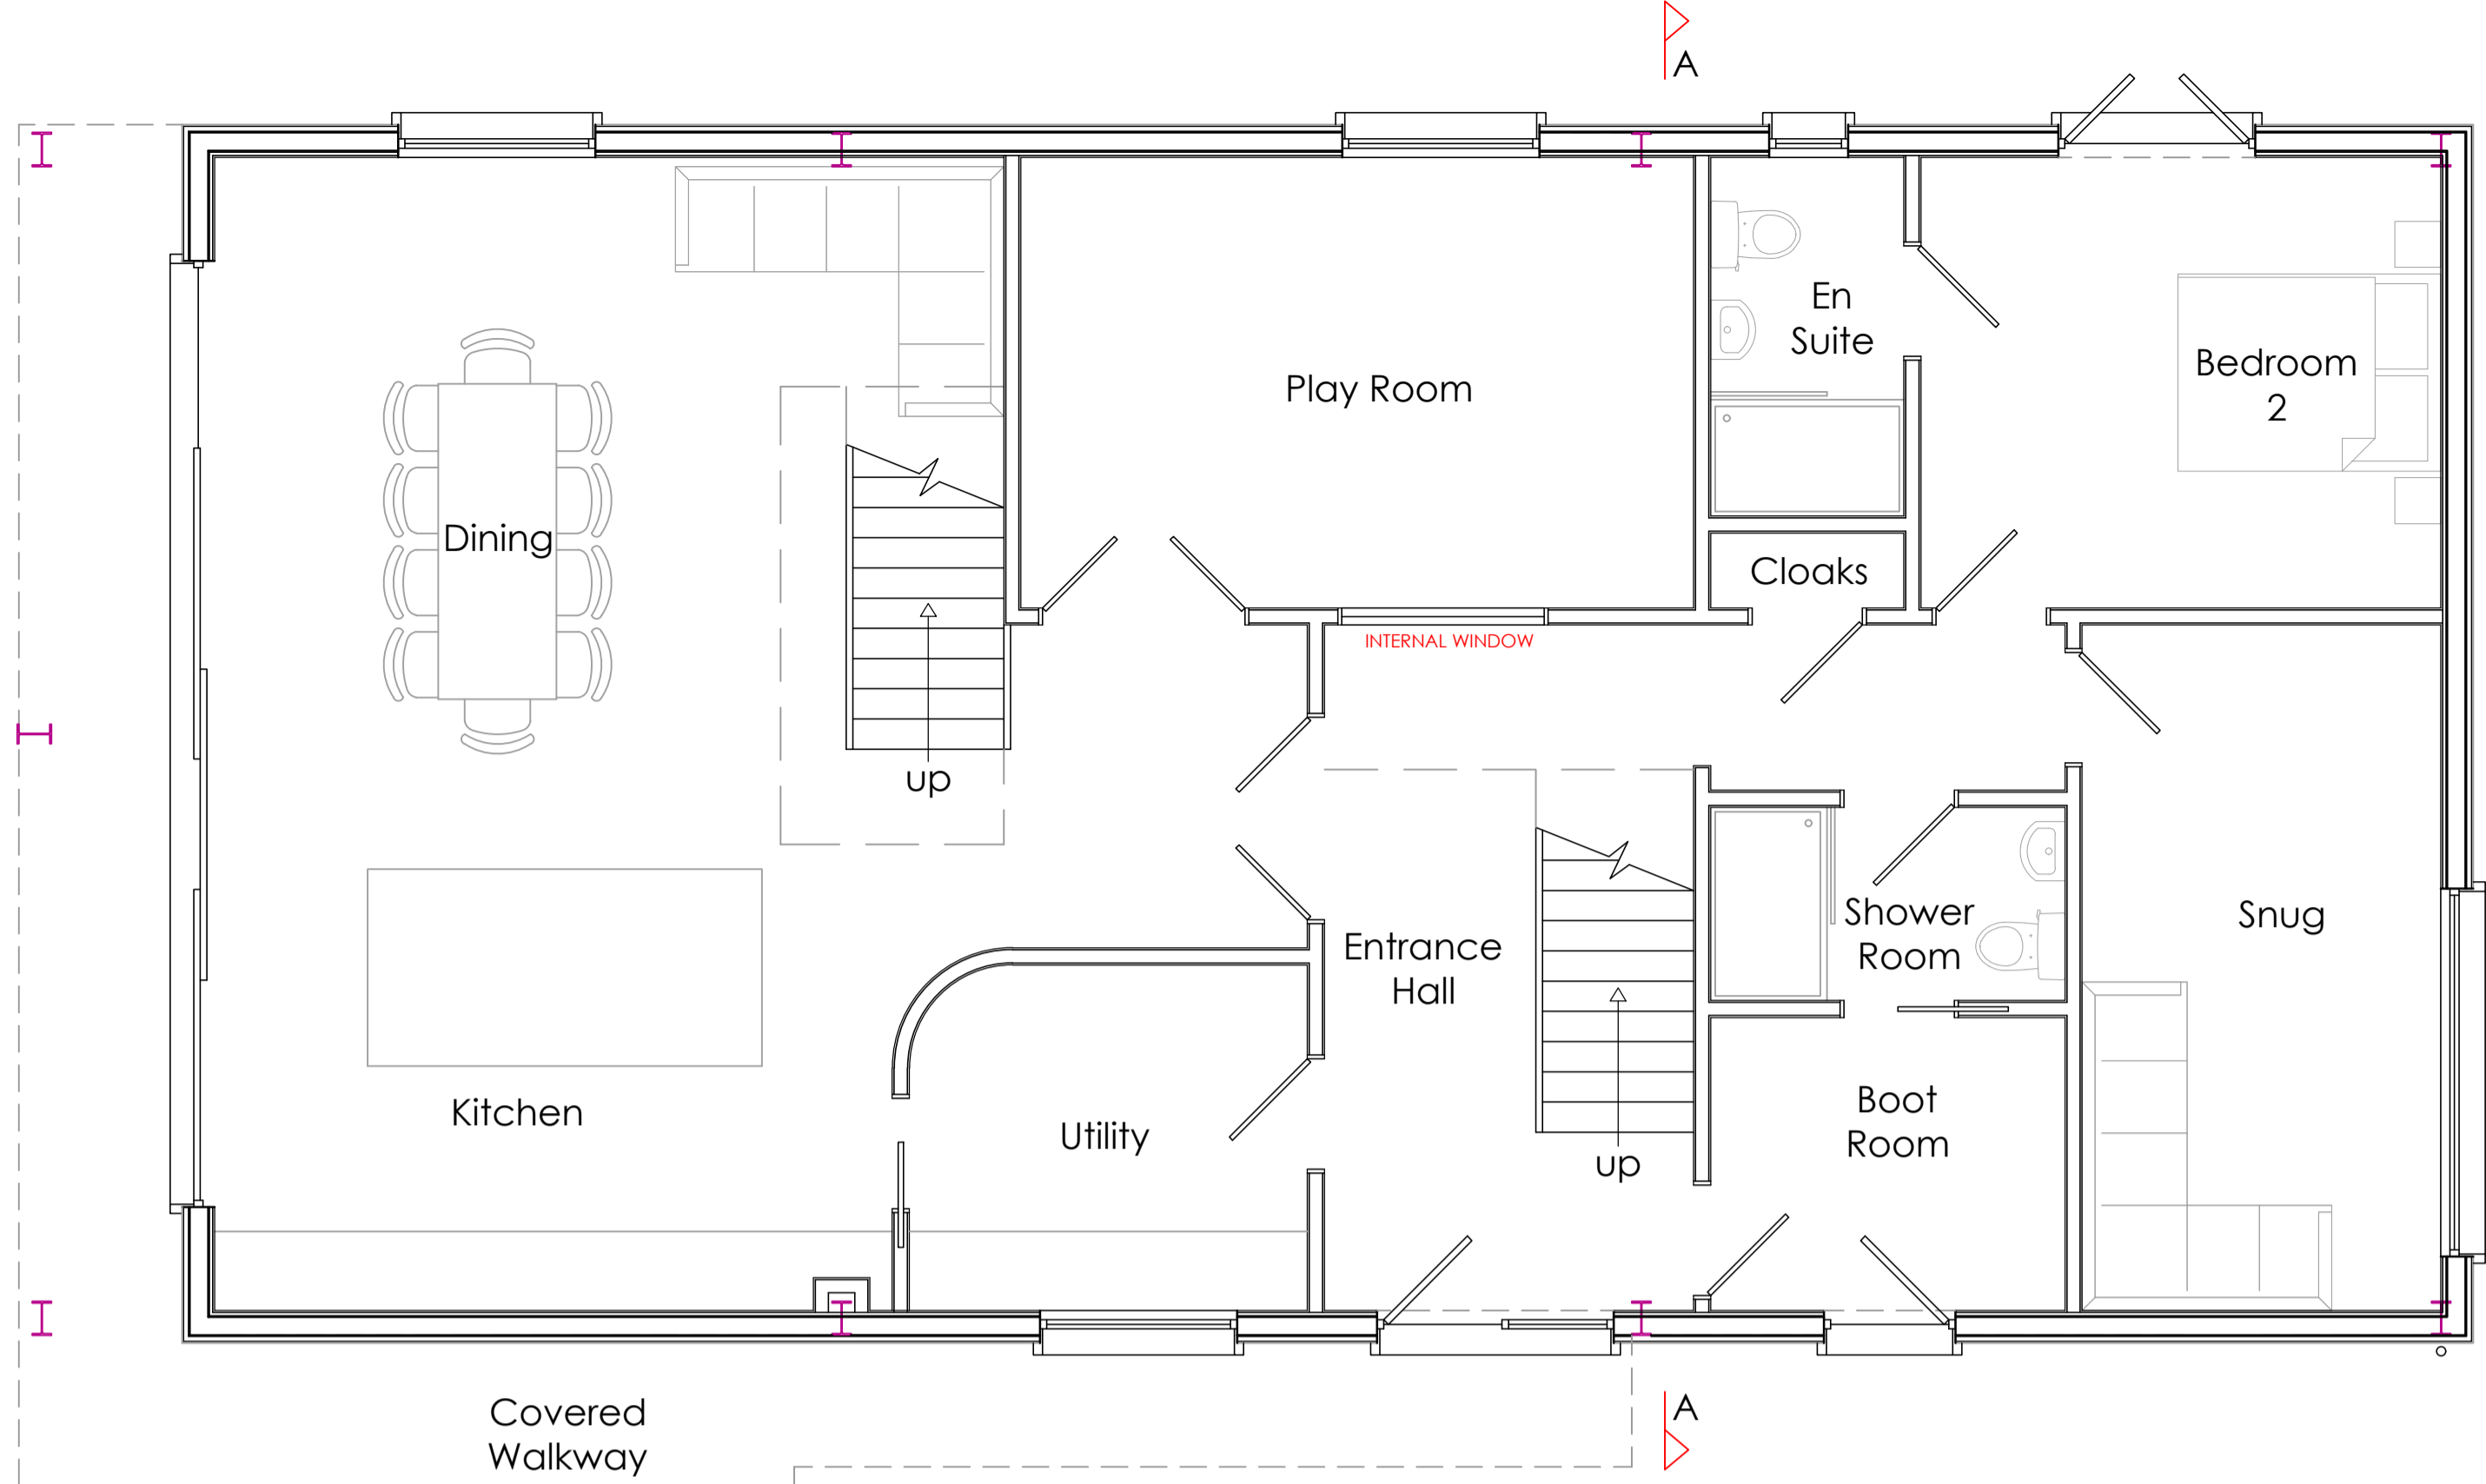 A
En
Suite
Bedroom
2
Play Room
Dining
Cloaks
INTERNAL WINDOW
up
Shower
Room
Snug
Entrance
Hall
Kitchen
Utility
Boot
Room
up
Covered
Walkway
A